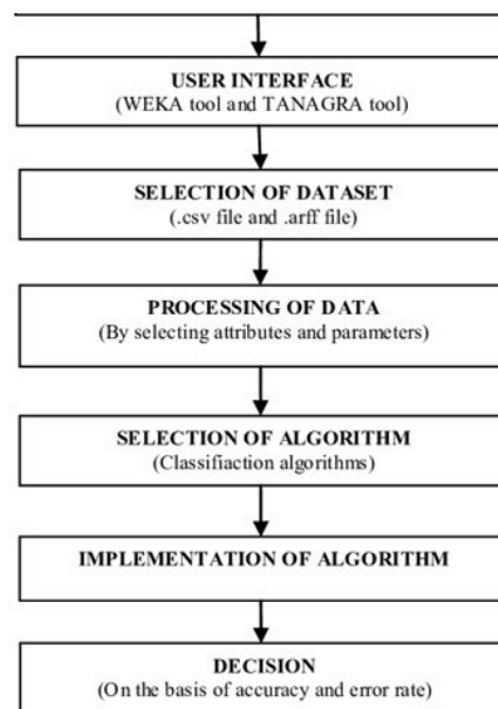 USER INTERFACE
(WEKA tool and TANAGRA tool)
SELECTION OF DATASET
(.csv file and .arff file)
PROCESSING OF DATA
(By selecting attributes and parameters)
SELECTION OF ALGORITHM
(Classifiaction algorithms)
IMPLEMENTATION OF ALGORITHM
DECISION
(On the basis of accuracy and error rate)